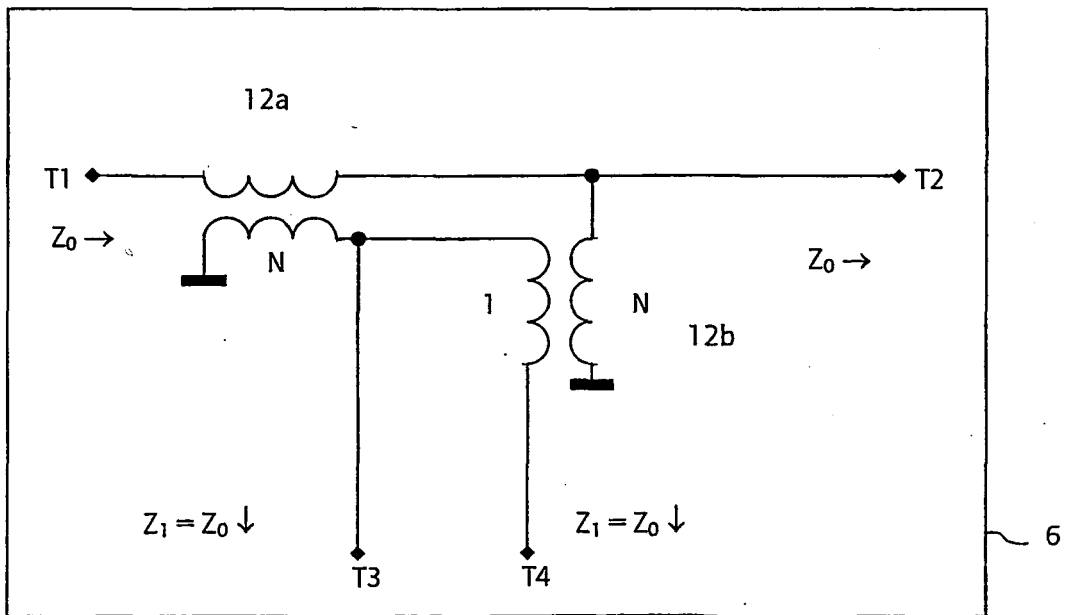 12a
T1
T2
Z₀ →
Z₀ →
N
1
N
12b
Z₁ = Z₀ ↓
Z₁ = Z₀ ↓
6
T3
T4